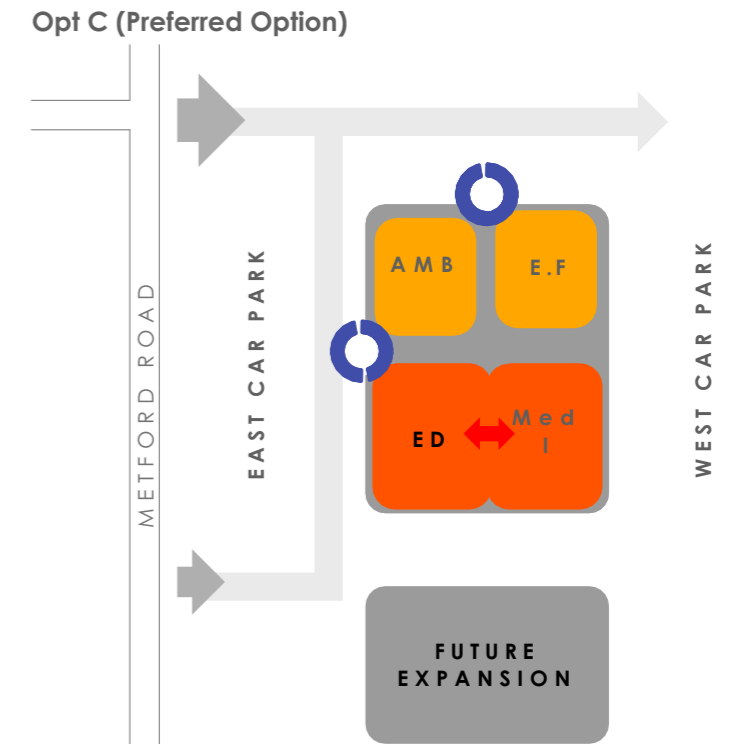 Opt C (Preferred Option)
AMB
E.F
METFORD ROAD
EAST CAR PARK
WEST CAR PARK
ED
Med
I
FUTURE
EXPANSION